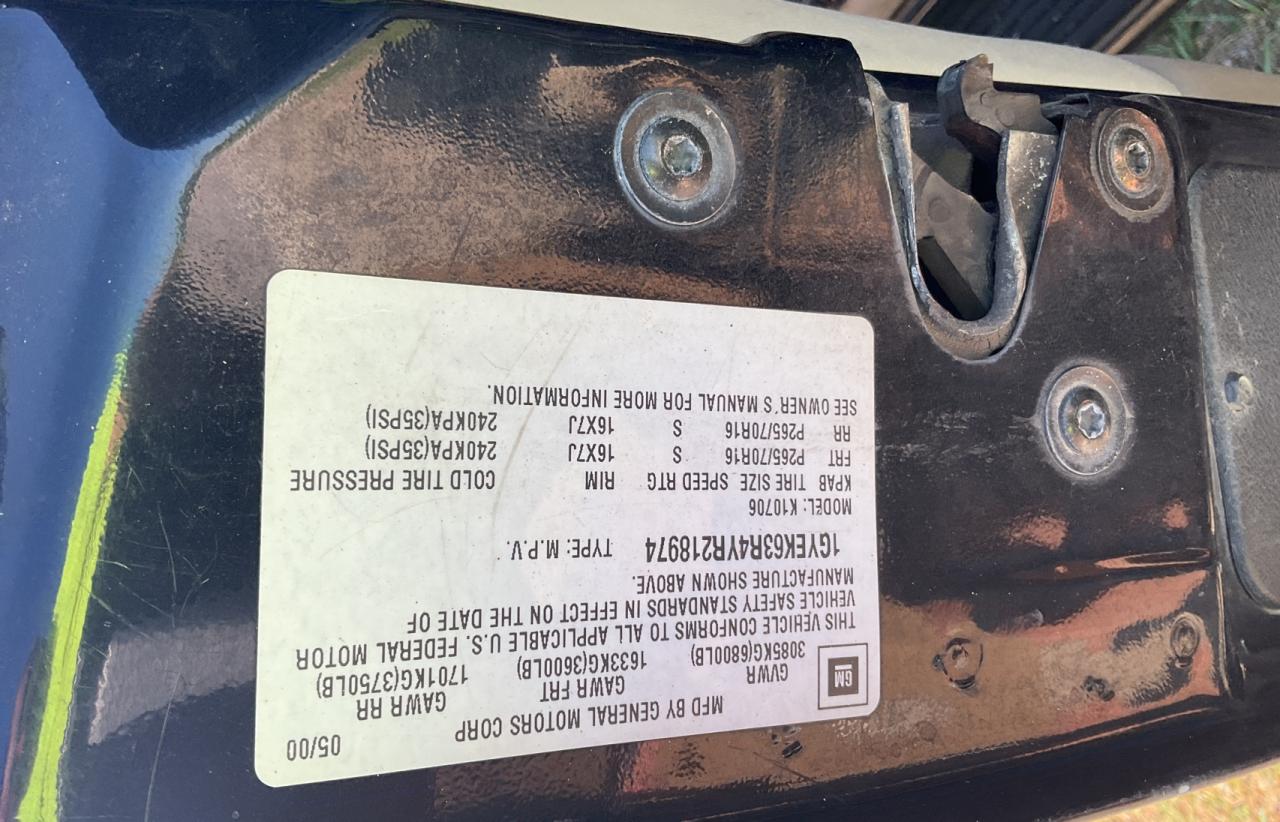 MFD BY GENERAL MOTORS CORP 05/00
GM
GVWR GAWR FRT GAWR RR
3085KG(6800LB) 1633KG(3600LB) 1701KG(3750LB)
THIS VEHICLE CONFORMS TO ALL APPLICABLE U.S. FEDERAL MOTOR
VEHICLE SAFETY STANDARDS IN EFFECT ON THE DATE OF
MANUFACTURE SHOWN ABOVE.
1GYEK63R4YR218974 TYPE: M.P.V.
MODEL: K10706
KPAB TIRE SIZE SPEED RTG RIM COLD TIRE PRESSURE
FRT P265/70R16 S 16X7J 240KPA(35PSI)
RR P265/70R16 S 16X7J 240KPA(35PSI)
SEE OWNER'S MANUAL FOR MORE INFORMATION.